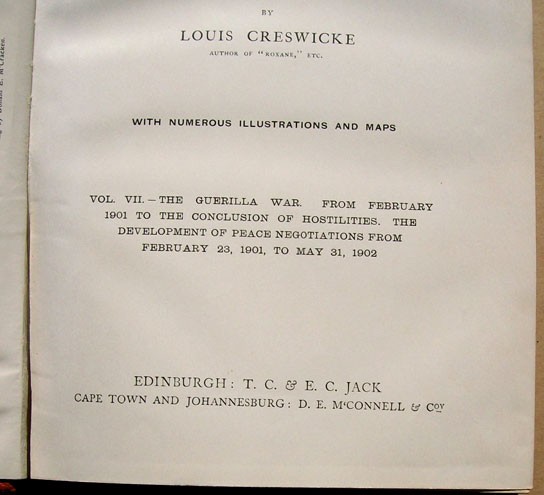 BY
LOUIS CRESWICKE
AUTHOR OF "ROXANE," ETC.
WITH NUMEROUS ILLUSTRATIONS AND MAPS
VOL. VII. — THE GUERILLA WAR. FROM FEBRUARY
1901 TO THE CONCLUSION OF HOSTILITIES. THE
DEVELOPMENT OF PEACE NEGOTIATIONS FROM
FEBRUARY 23, 1901, TO MAY 31, 1902
EDINBURGH: T. C. & E. C. JACK
CAPE TOWN AND JOHANNESBURG: D. E. MCCONNELL & Coy